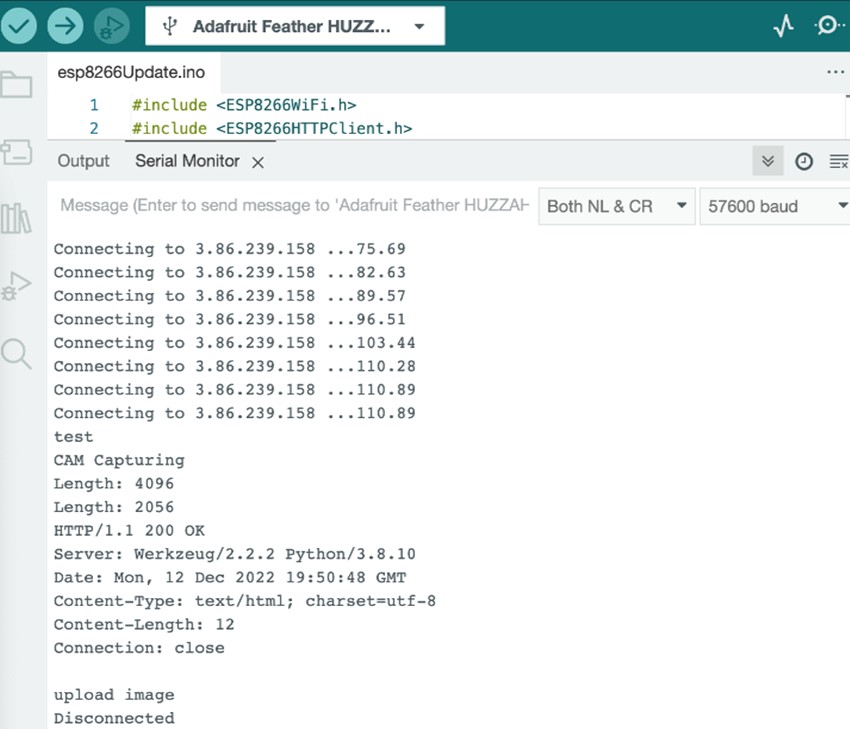 Adafruit Feather HUZZ...
esp8266Update.ino
...
1 #include <ESP8266WiFi.h>
2 #include <ESP8266HTTPClient.h>
Output Serial Monitor
Message (Enter to send message to 'Adafruit Feather HUZZAH Both NL & CR 57600 baud
Connecting to 3.86.239.158 ...75.69
Connecting to 3.86.239.158 ...82.63
Connecting to 3.86.239.158 ...89.57
Connecting to 3.86.239.158 ...96.51
Connecting to 3.86.239.158 ...103.44
Connecting to 3.86.239.158 ...110.28
Connecting to 3.86.239.158 ...110.89
Connecting to 3.86.239.158 ...110.89
test
CAM Capturing
Length: 4096
Length: 2056
HTTP/1.1 200 OK
Server: Werkzeug/2.2.2 Python/3.8.10
Date: Mon, 12 Dec 2022 19:50:48 GMT
Content-Type: text/html; charset=utf-8
Content-Length: 12
Connection: close
upload image
Disconnected